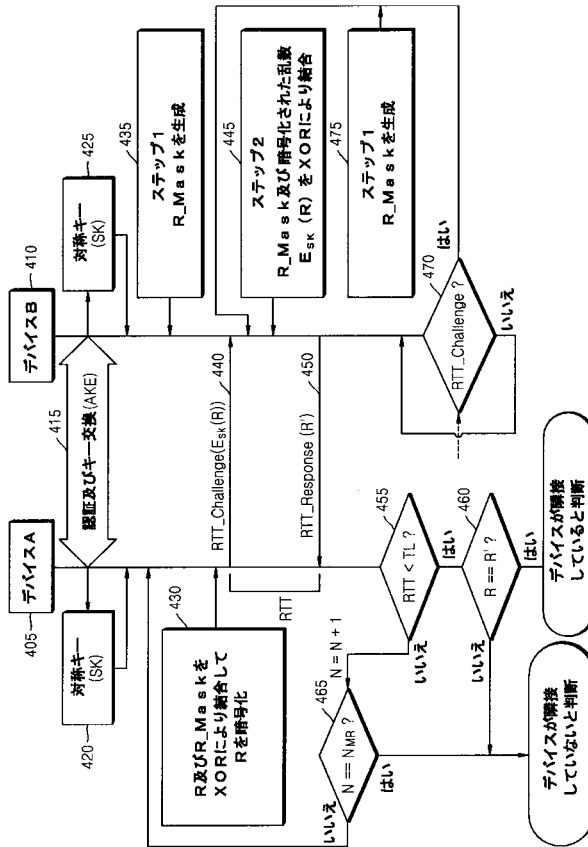 デバイスA
405
デバイスB
410
認証及びキー交換(AKE)
415
対称キー
(SK)
420
対称キー
(SK)
425
R及びR_Maskを
XORにより結合して
Rを暗号化
430
ステップ1
R_Maskを生成
435
RTT_Challenge(ESK(R))
440
RTT
ステップ2
R_Mask及び暗号化された乱数
ESK(R)をXORにより結合
445
RTT_Response(R')
450
ステップ1
R_Maskを生成
475
RTT < TL ?
455
はい
いいえ
N = N + 1
N == NMR ?
465
いいえ
はい
R == R' ?
460
いいえ
はい
RTT_Challenge ?
470
はい
いいえ
デバイスが隣接
していないと判断
デバイスが隣接
していると判断